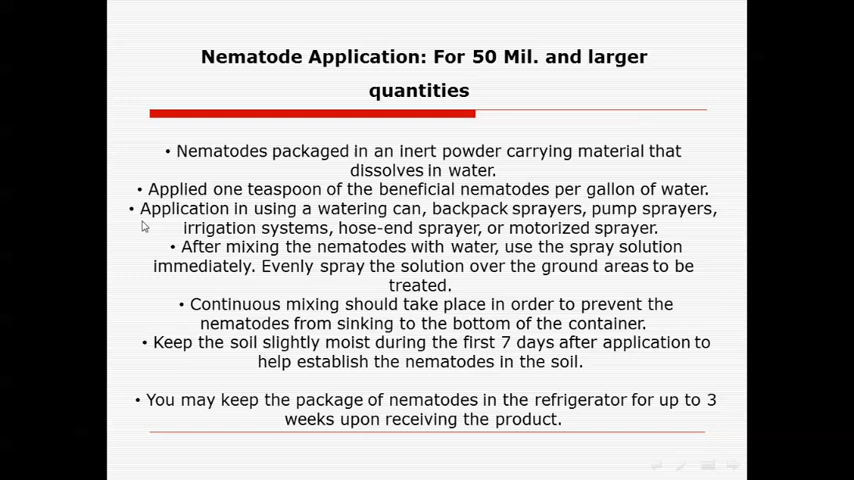 Nematode Application: For 50 Mil. and larger
quantities
• Nematodes packaged in an inert powder carrying material that
dissolves in water.
• Applied one teaspoon of the beneficial nematodes per gallon of water.
• Application in using a watering can, backpack sprayers, pump sprayers,
irrigation systems, hose-end sprayer, or motorized sprayer.
• After mixing the nematodes with water, use the spray solution
immediately. Evenly spray the solution over the ground areas to be
treated.
• Continuous mixing should take place in order to prevent the
nematodes from sinking to the bottom of the container.
• Keep the soil slightly moist during the first 7 days after application to
help establish the nematodes in the soil.
• You may keep the package of nematodes in the refrigerator for up to 3
weeks upon receiving the product.